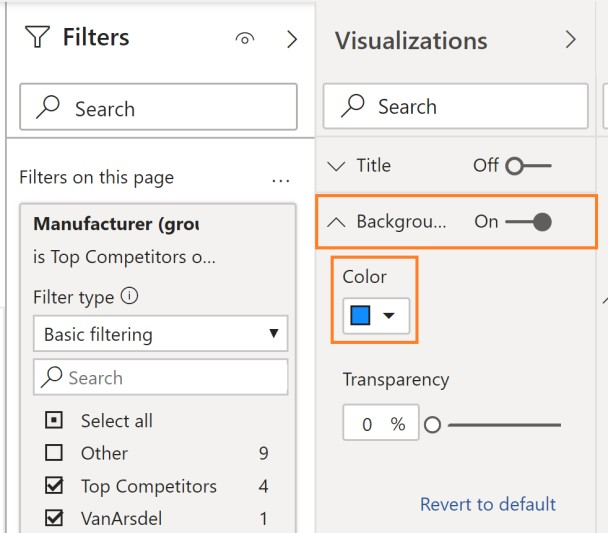 Filters
Search
Filters on this page
...
Manufacturer (grou
is Top Competitors o...
Filter type
Basic filtering
Search
Select all
Other 9
Top Competitors 4
VanArsdel 1
Visualizations
Search
Title Off
Backgrou... On
Color
Transparency
0 %
Revert to default